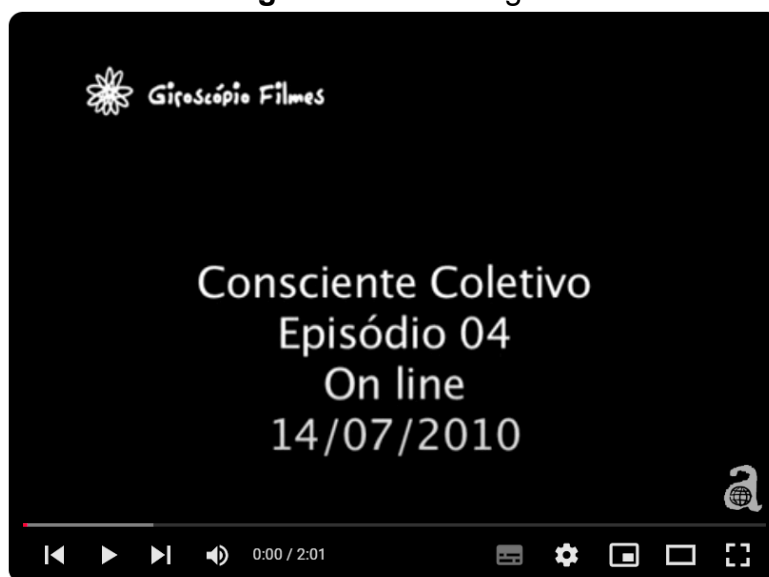 Giroscópio Filmes
Consciente Coletivo
Episódio 04
On line
14/07/2010
a
0:00 / 2:01